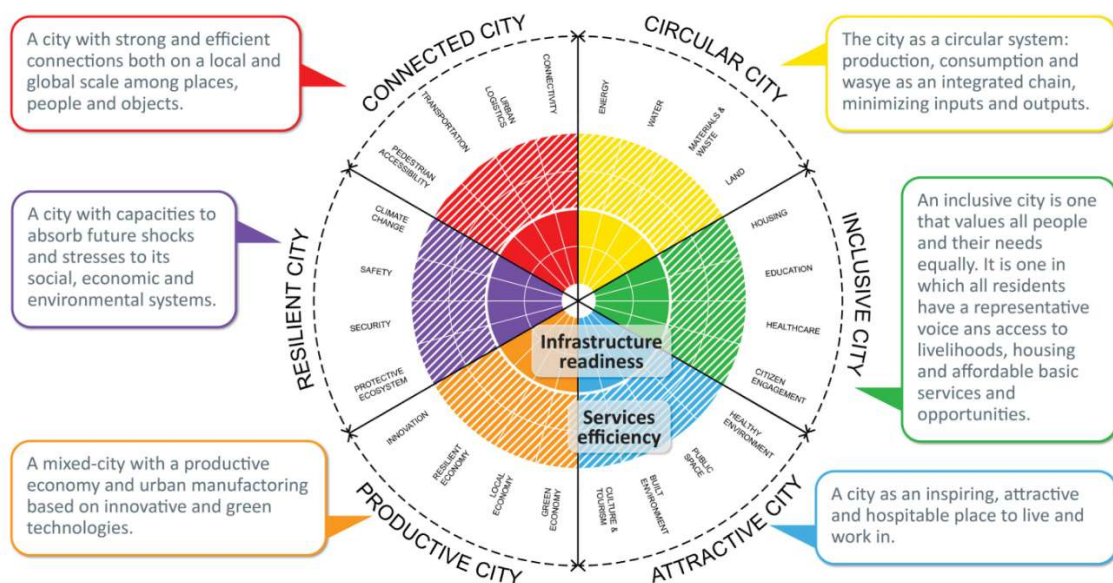 A city with strong and efficient
connections both on a local and
global scale among places,
people and objects.
A city with capacities to
absorb future shocks
and stresses to its
social, economic and
environmental systems.
A mixed-city with a productive
economy and urban manufactoring
based on innovative and green
technologies.
CONNECTED CITY
PEDESTRIAN
ACCESSIBILITY
TRANSPORTATION
URBAN
LOGISTICS
CONNECTIVITY
CIRCULAR CITY
ENERGY
WATER
MATERIALS &
WASTE
LAND
INCLUSIVE CITY
HOUSING
EDUCATION
HEALTHCARE
CITIZEN
ENGAGEMENT
ATTRACTIVE CITY
HEALTHY
ENVIRONMENT
PUBLIC
SPACE
BUILT
ENVIRONMENT
CULTURE &
TOURISM
PRODUCTIVE CITY
GREEN
ECONOMY
LOCAL
ECONOMY
RESILIENT
ECONOMY
INNOVATION
RESILIENT CITY
PROTECTIVE
ECOSYSTEM
SECURITY
SAFETY
CLIMATE
CHANGE
Infrastructure
readiness
Services
efficiency
The city as a circular system:
production, consumption and
wasye as an integrated chain,
minimizing inputs and outputs.
An inclusive city is one
that values all people
and their needs
equally. It is one in
which all residents
have a representative
voice ans access to
livelihoods, housing
and affordable basic
services and
opportunities.
A city as an inspiring, attractive
and hospitable place to live and
work in.